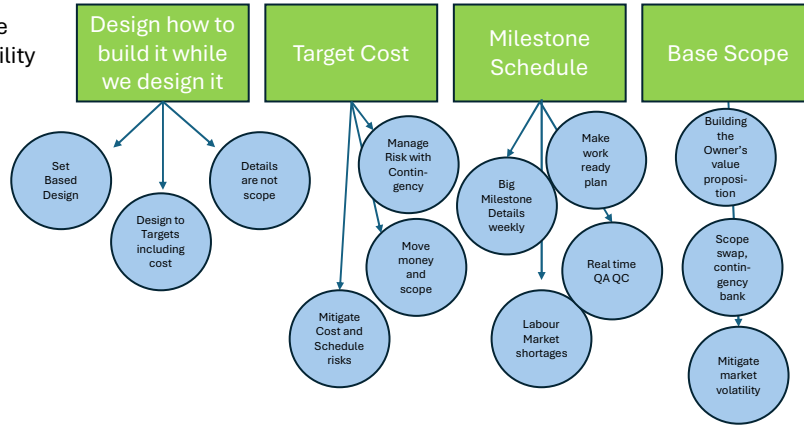 e
ility
Design how to
build it while
we design it
Target Cost
Milestone
Schedule
Base Scope
Set
Based
Design
Design to
Targets
including
cost
Details
are not
scope
Manage
Risk with
Contin-
gency
Move
money
and
scope
Mitigate
Cost and
Schedule
risks
Big
Milestone
Details
weekly
Make
work
ready
plan
Real time
QA QC
Labour
Market
shortages
Building
the
Owner’s
value
proposi-
tion
Scope
swap,
contin-
gency
bank
Mitigate
market
volatility